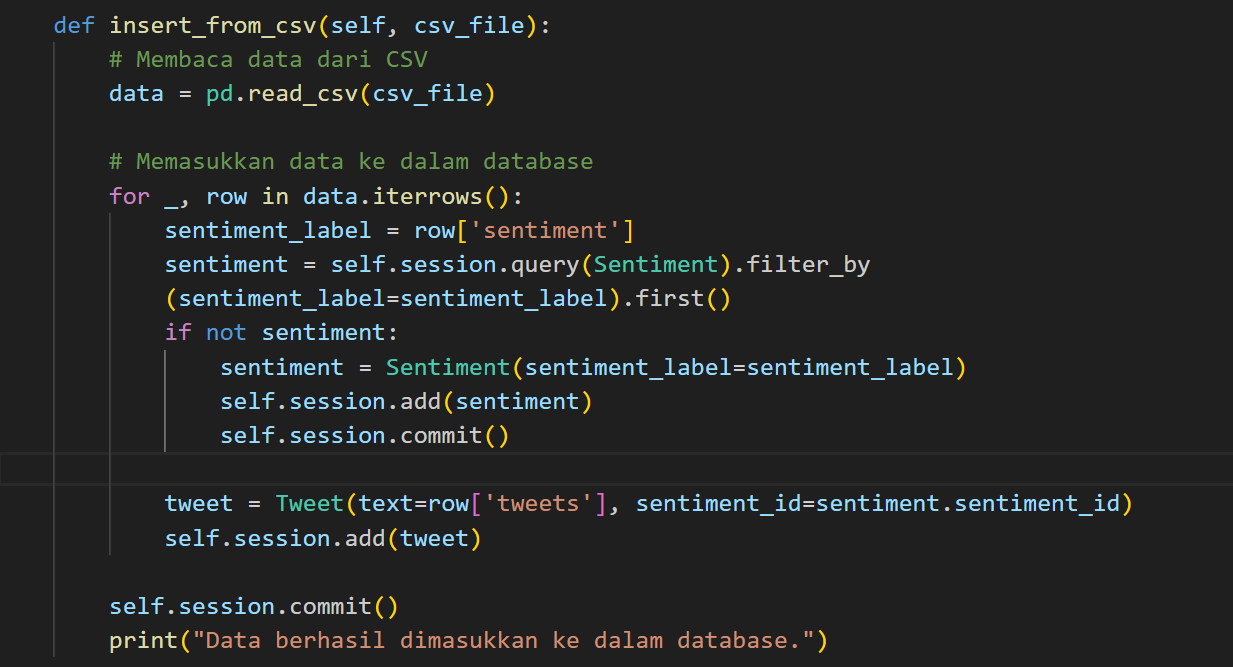 def insert_from_csv(self, csv_file):
# Membaca data dari CSV
data = pd.read_csv(csv_file)
# Memasukkan data ke dalam database
for _, row in data.iterrows():
sentiment_label = row['sentiment']
sentiment = self.session.query(Sentiment).filter_by
(sentiment_label=sentiment_label).first()
if not sentiment:
sentiment = Sentiment(sentiment_label=sentiment_label)
self.session.add(sentiment)
self.session.commit()
tweet = Tweet(text=row['tweets'], sentiment_id=sentiment.sentiment_id)
self.session.add(tweet)
self.session.commit()
print("Data berhasil dimasukkan ke dalam database.")